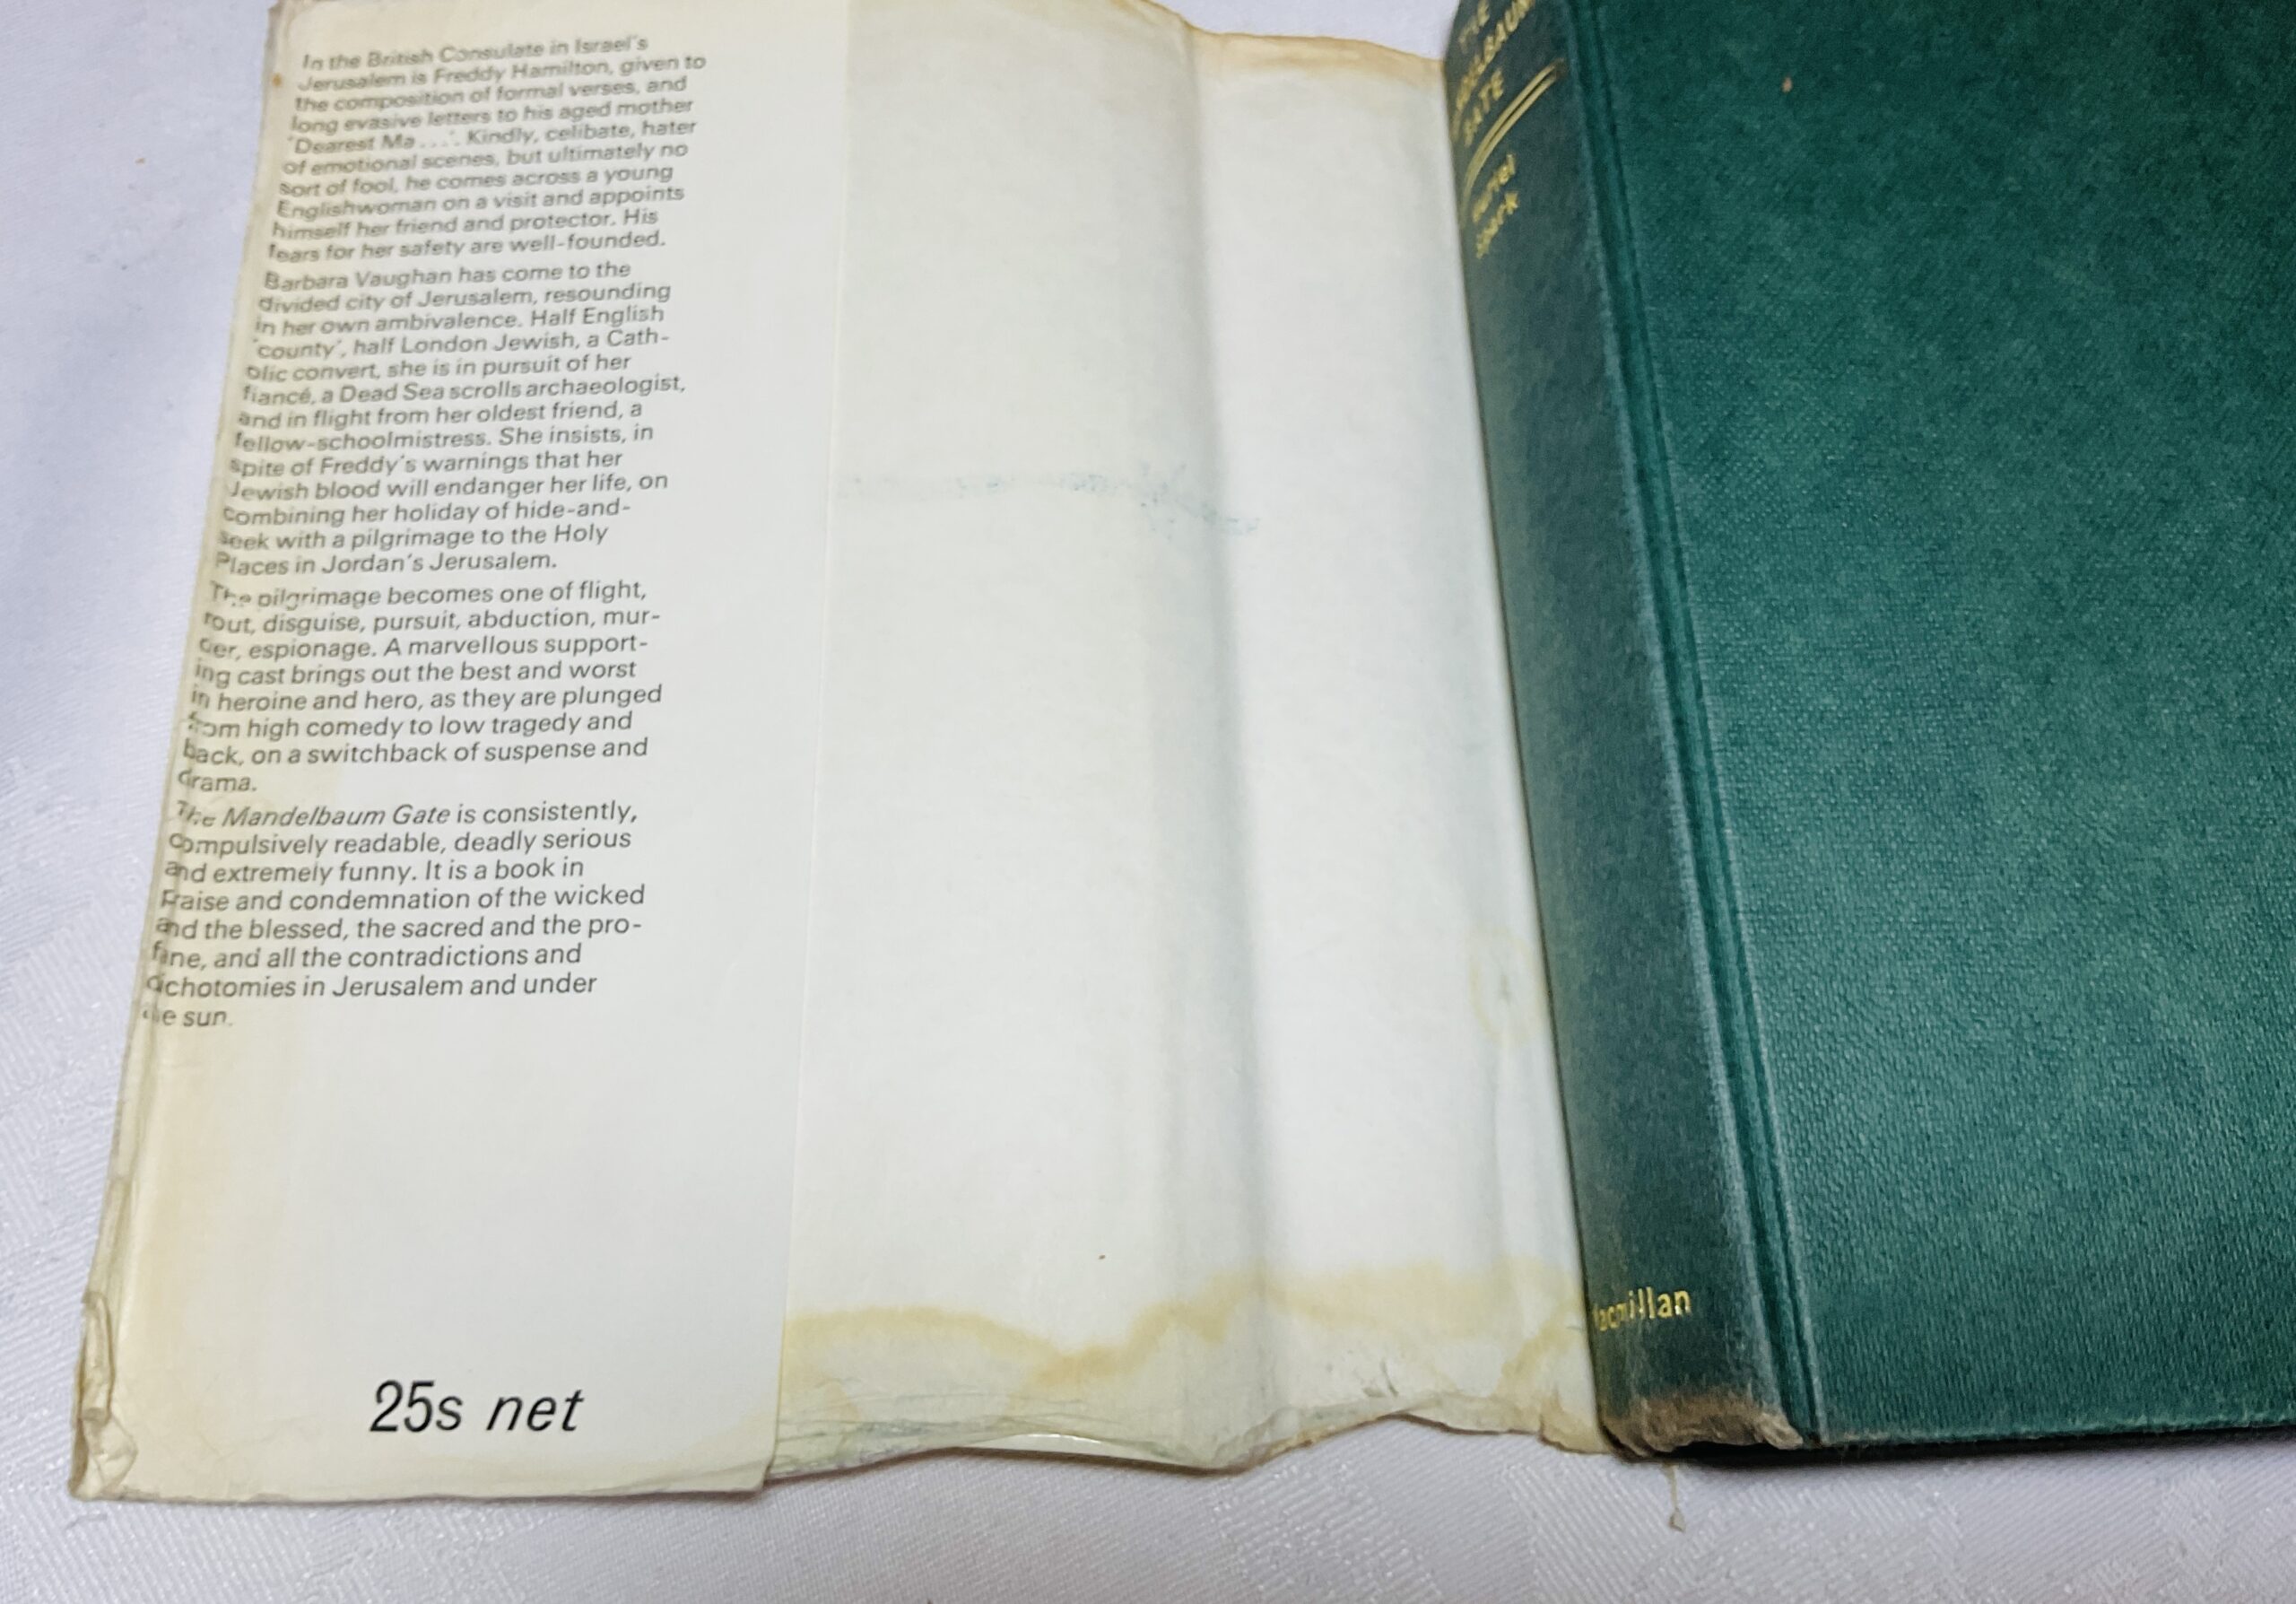 In the British Consulate in Israel's
Jerusalem is Freddy Hamilton, given to
the composition of formal verses, and
long evasive letters to his aged mother
'Dearest Ma . . . .'. Kindly, celibate, hater
of emotional scenes, but ultimately no
sort of fool, he comes across a young
Englishwoman on a visit and appoints
himself her friend and protector. His
fears for her safety are well-founded.
Barbara Vaughan has come to the
divided city of Jerusalem, resounding
in her own ambivalence. Half English
'county', half London Jewish, a Cath-
olic convert, she is in pursuit of her
fiancé, a Dead Sea scrolls archaeologist,
and in flight from her oldest friend, a
fellow-schoolmistress. She insists, in
spite of Freddy's warnings that her
Jewish blood will endanger her life, on
combining her holiday of hide-and-
seek with a pilgrimage to the Holy
Places in Jordan's Jerusalem.
The pilgrimage becomes one of flight,
rout, disguise, pursuit, abduction, mur-
der, espionage. A marvellous support-
ing cast brings out the best and worst
in heroine and hero, as they are plunged
from high comedy to low tragedy and
back, on a switchback of suspense and
drama.
The Mandelbaum Gate is consistently,
compulsively readable, deadly serious
and extremely funny. It is a book in
praise and condemnation of the wicked
and the blessed, the sacred and the pro-
fane, and all the contradictions and
dichotomies in Jerusalem and under
the sun.
25s net
THE
MANDELBAUM
GATE
Muriel
Spark
Macmillan